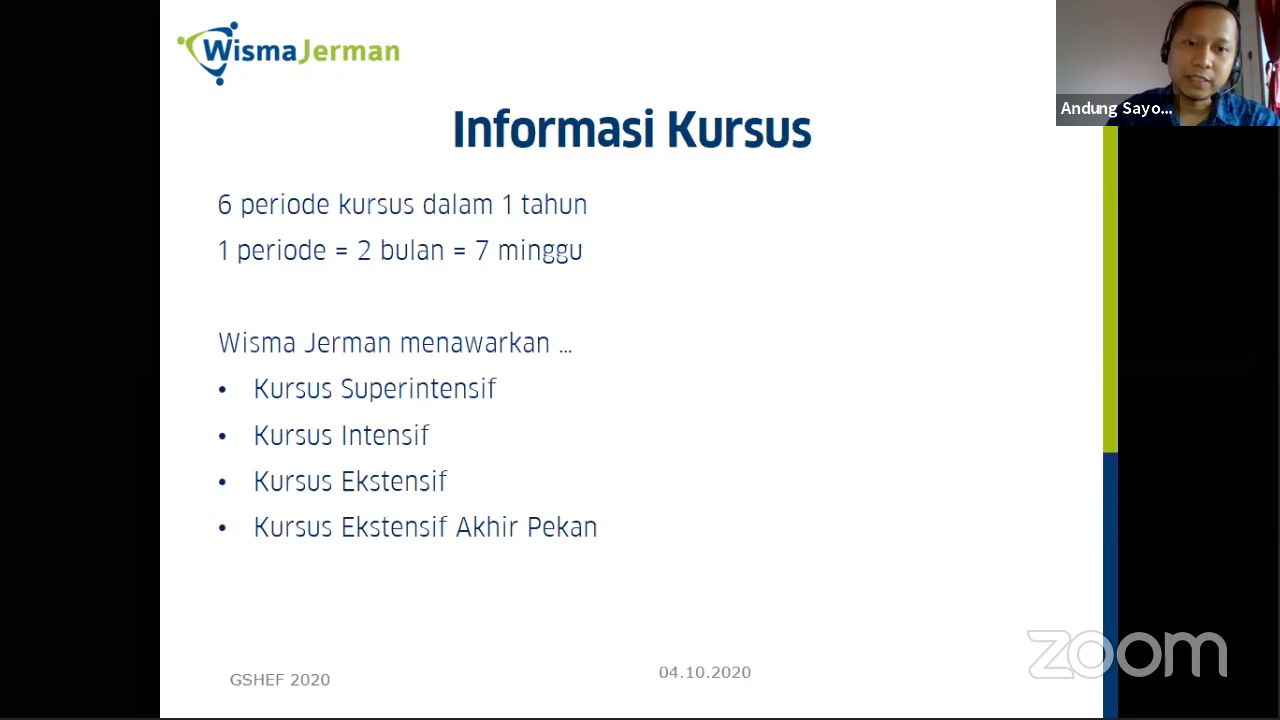 WismaJerman
Andung Sayo...
Informasi Kursus
6 periode kursus dalam 1 tahun
1 periode = 2 bulan = 7 minggu
Wisma Jerman menawarkan ...
• Kursus Superintensif
• Kursus Intensif
• Kursus Ekstensif
• Kursus Ekstensif Akhir Pekan
GSHEF 2020
04.10.2020
zoom